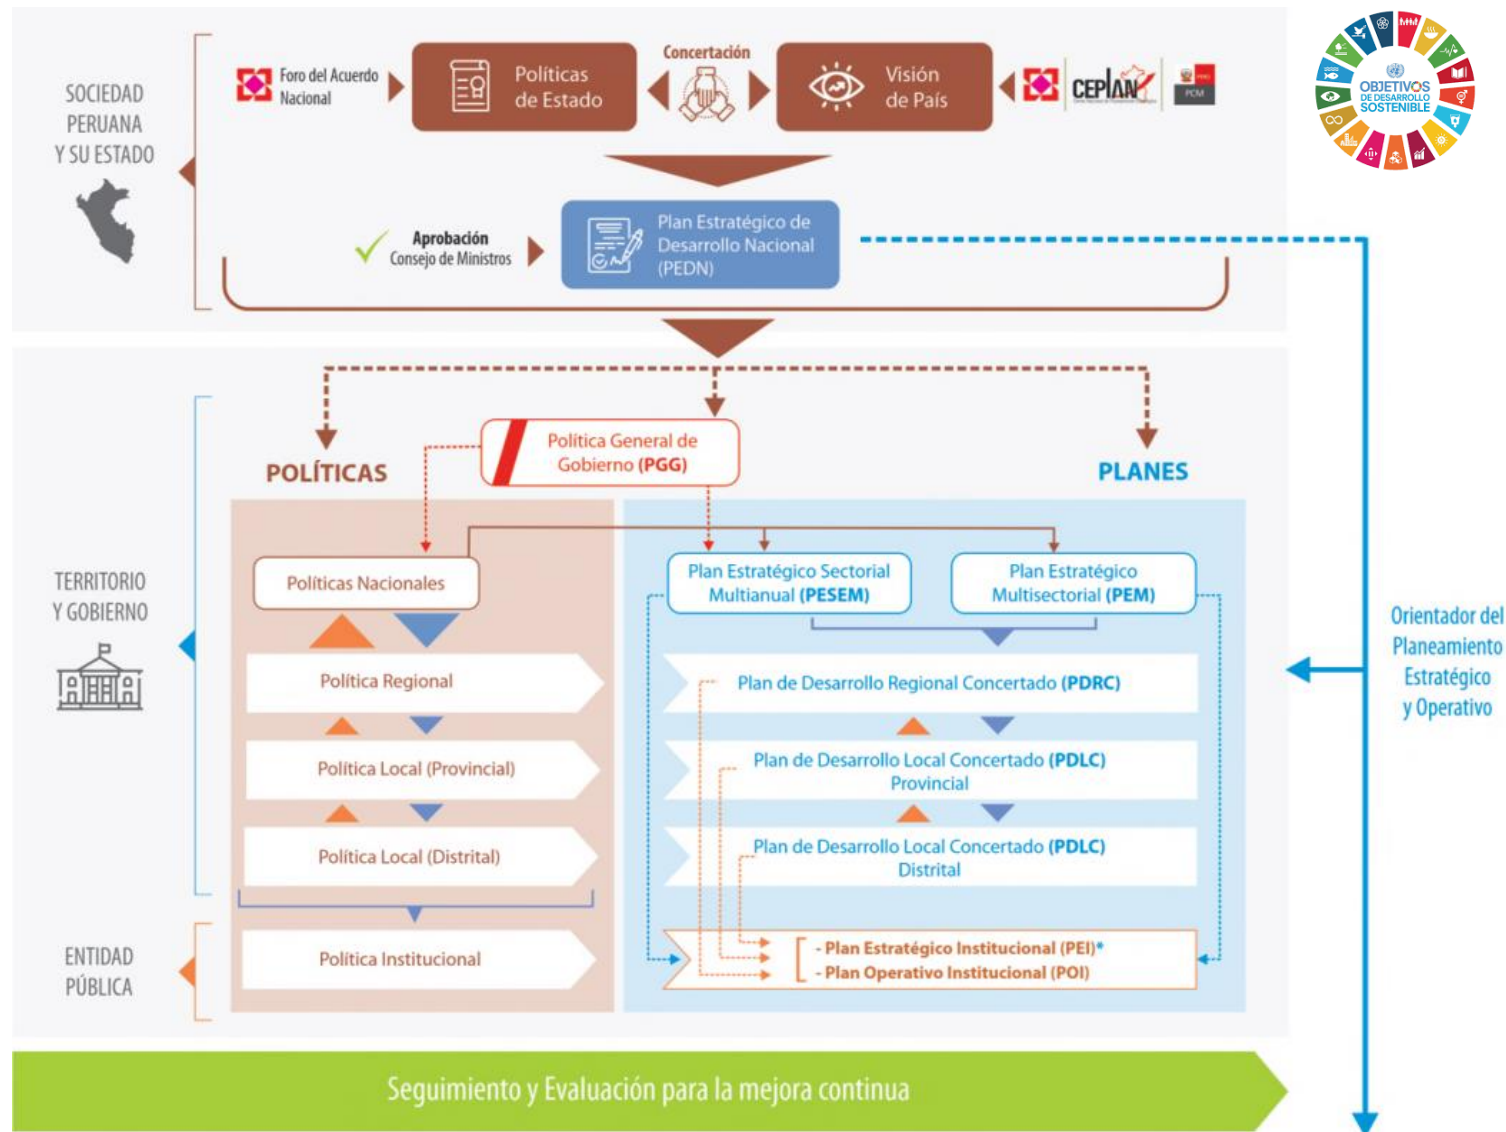 SOCIEDAD
PERUANA
Y SU ESTADO
Foro del Acuerdo
Nacional
Políticas
de Estado
Concertación
Visión
de País
CEPLAN
PERÚ
PCM
OBJETIVOS
DE DESARROLLO
SOSTENIBLE
Aprobación
Consejo de Ministros
Plan Estratégico de
Desarrollo Nacional
(PEDN)
Política General de
Gobierno (PGG)
POLÍTICAS
PLANES
TERRITORIO
Y GOBIERNO
Políticas Nacionales
Plan Estratégico Sectorial
Multianual (PESEM)
Plan Estratégico
Multisectorial (PEM)
Política Regional
Plan de Desarrollo Regional Concertado (PDRC)
Política Local (Provincial)
Plan de Desarrollo Local Concertado (PDLC)
Provincial
Política Local (Distrital)
Plan de Desarrollo Local Concertado (PDLC)
Distrital
Orientador del
Planeamiento
Estratégico
y Operativo
ENTIDAD
PÚBLICA
Política Institucional
- Plan Estratégico Institucional (PEI)*
- Plan Operativo Institucional (POI)
Seguimiento y Evaluación para la mejora continua